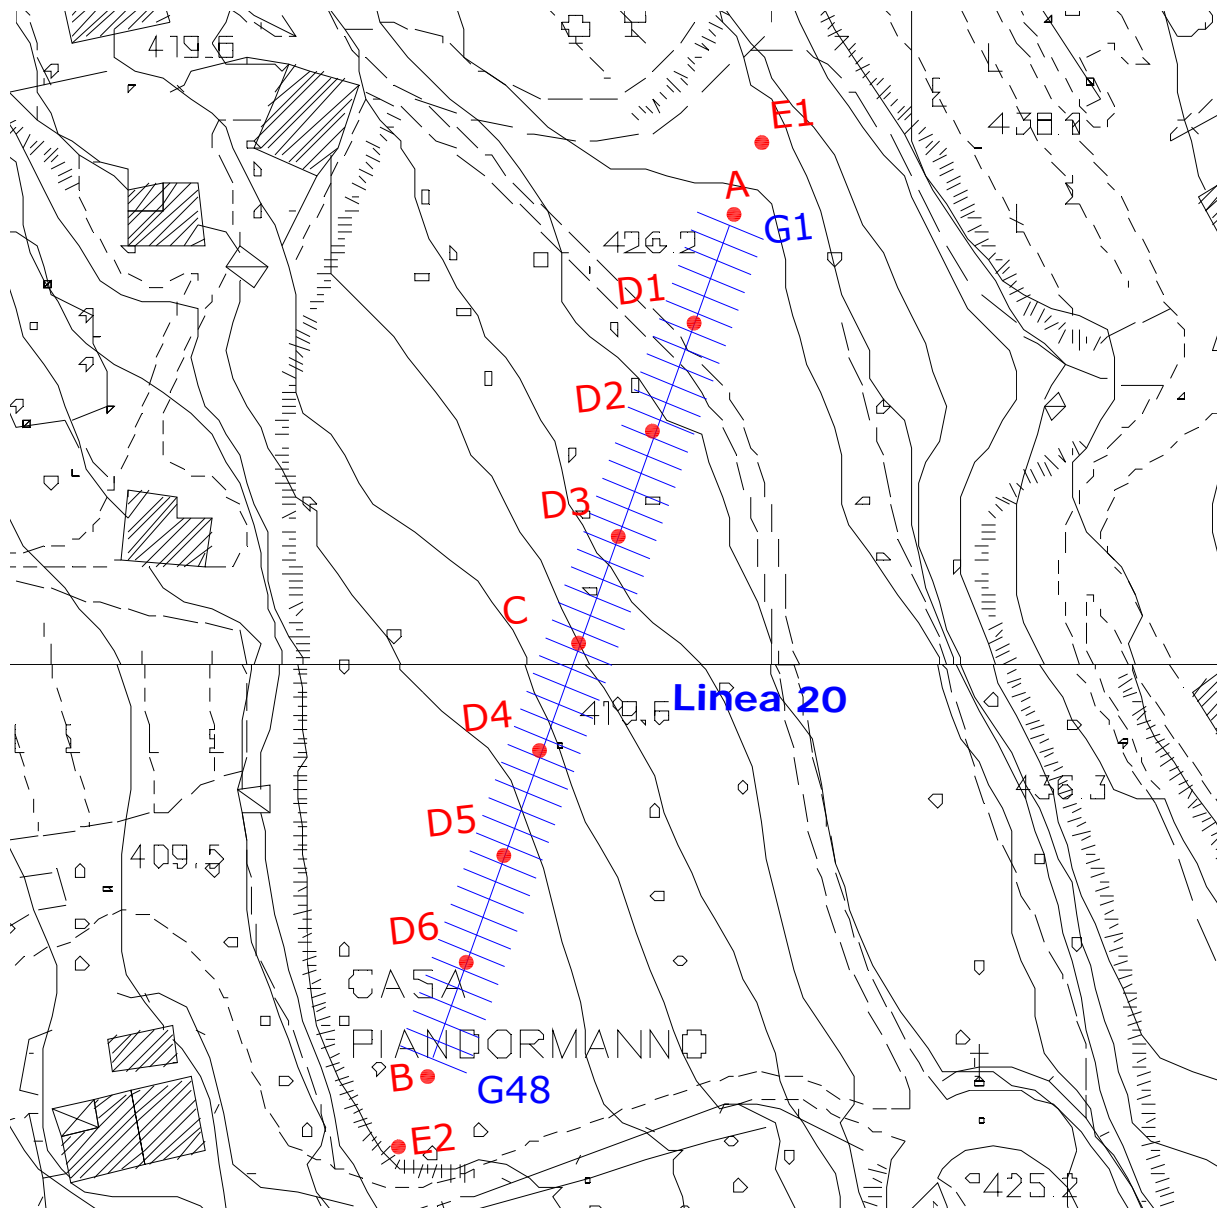 419.6
E1
438.1
A
G1
426.2
D1
D2
D3
C
Linea 20
D4
419.6
436.3
D5
409.5
D6
CASA
PIANDORMANNO
B
G48
E2
425.2